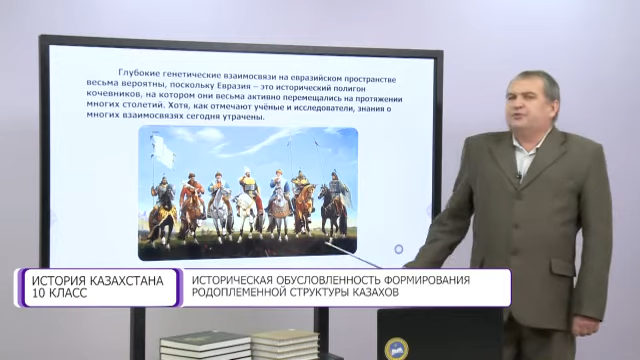 Глубокие генетические взаимосвязи на евразийском пространстве
весьма вероятны, поскольку Евразия – это исторический полигон
кочевников, на котором они весьма активно перемещались на протяжении
многих столетий. Хотя, как отмечают учёные и исследователи, знания о
многих взаимосвязях сегодня утрачены.
ИСТОРИЯ КАЗАХСТАНА
10 КЛАСС
ИСТОРИЧЕСКАЯ ОБУСЛОВЛЕННОСТЬ ФОРМИРОВАНИЯ
РОДОПЛЕМЕННОЙ СТРУКТУРЫ КАЗАХОВ